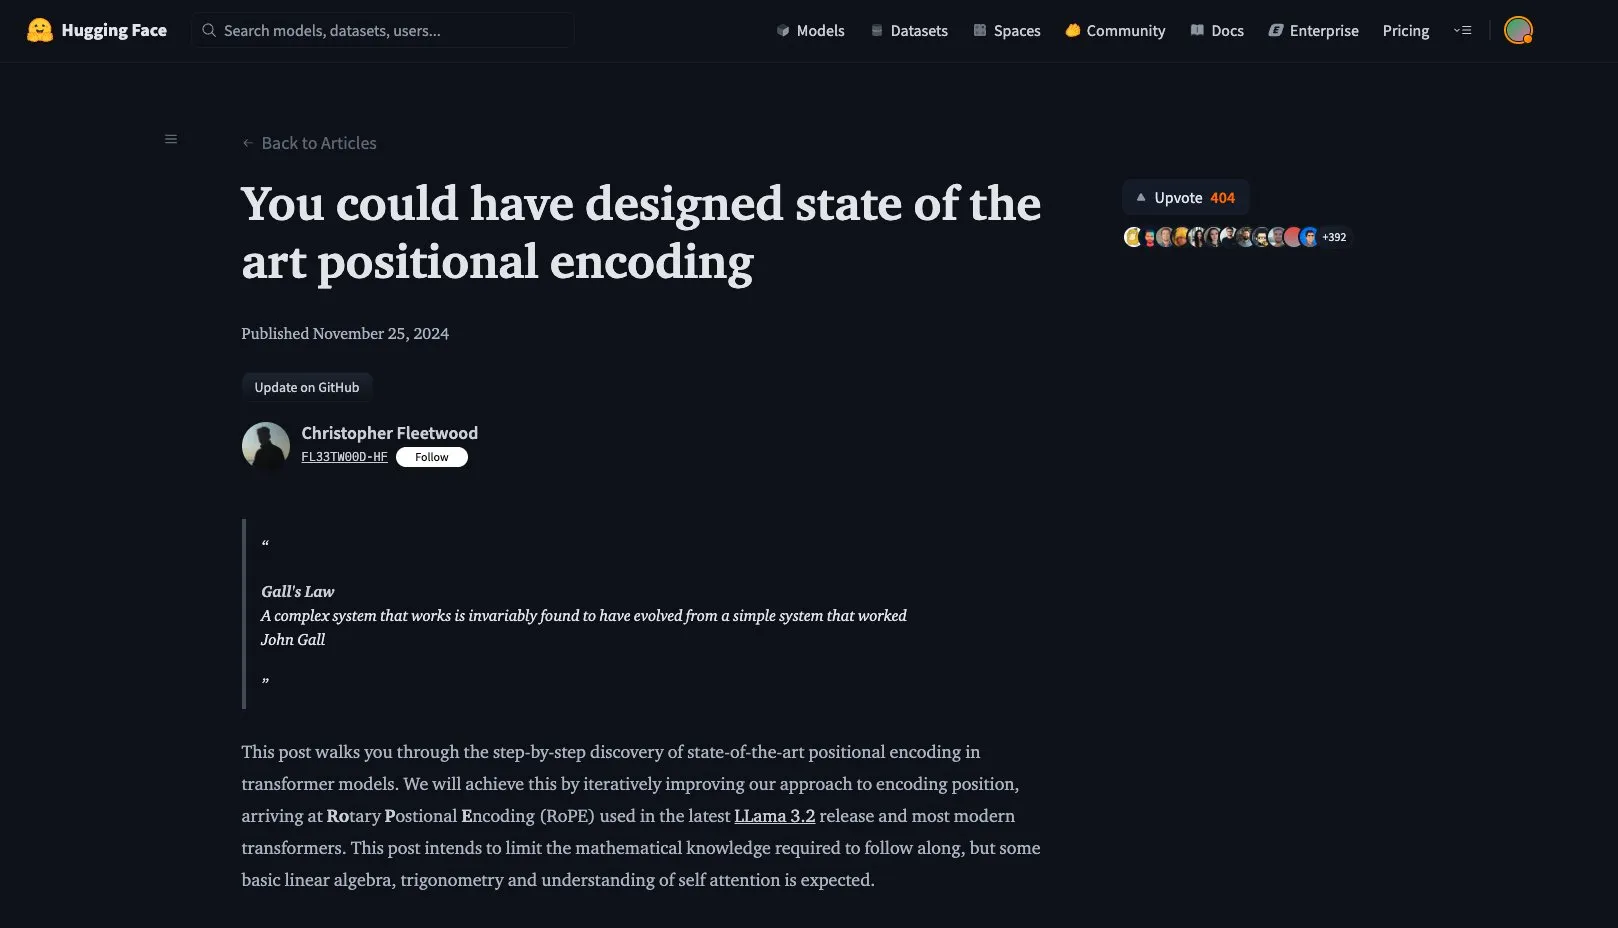 Hugging Face
Search models, datasets, users...
Models
Datasets
Spaces
Community
Docs
Enterprise
Pricing
← Back to Articles
You could have designed state of the
art positional encoding
Upvote 404
+392
Published November 25, 2024
Update on GitHub
Christopher Fleetwood
FL33TW00D-HF
Follow
“
Gall's Law
A complex system that works is invariably found to have evolved from a simple system that worked
John Gall
”
This post walks you through the step-by-step discovery of state-of-the-art positional encoding in
transformer models. We will achieve this by iteratively improving our approach to encoding position,
arriving at Rotary Postional Encoding (RoPE) used in the latest LLama 3.2 release and most modern
transformers. This post intends to limit the mathematical knowledge required to follow along, but some
basic linear algebra, trigonometry and understanding of self attention is expected.